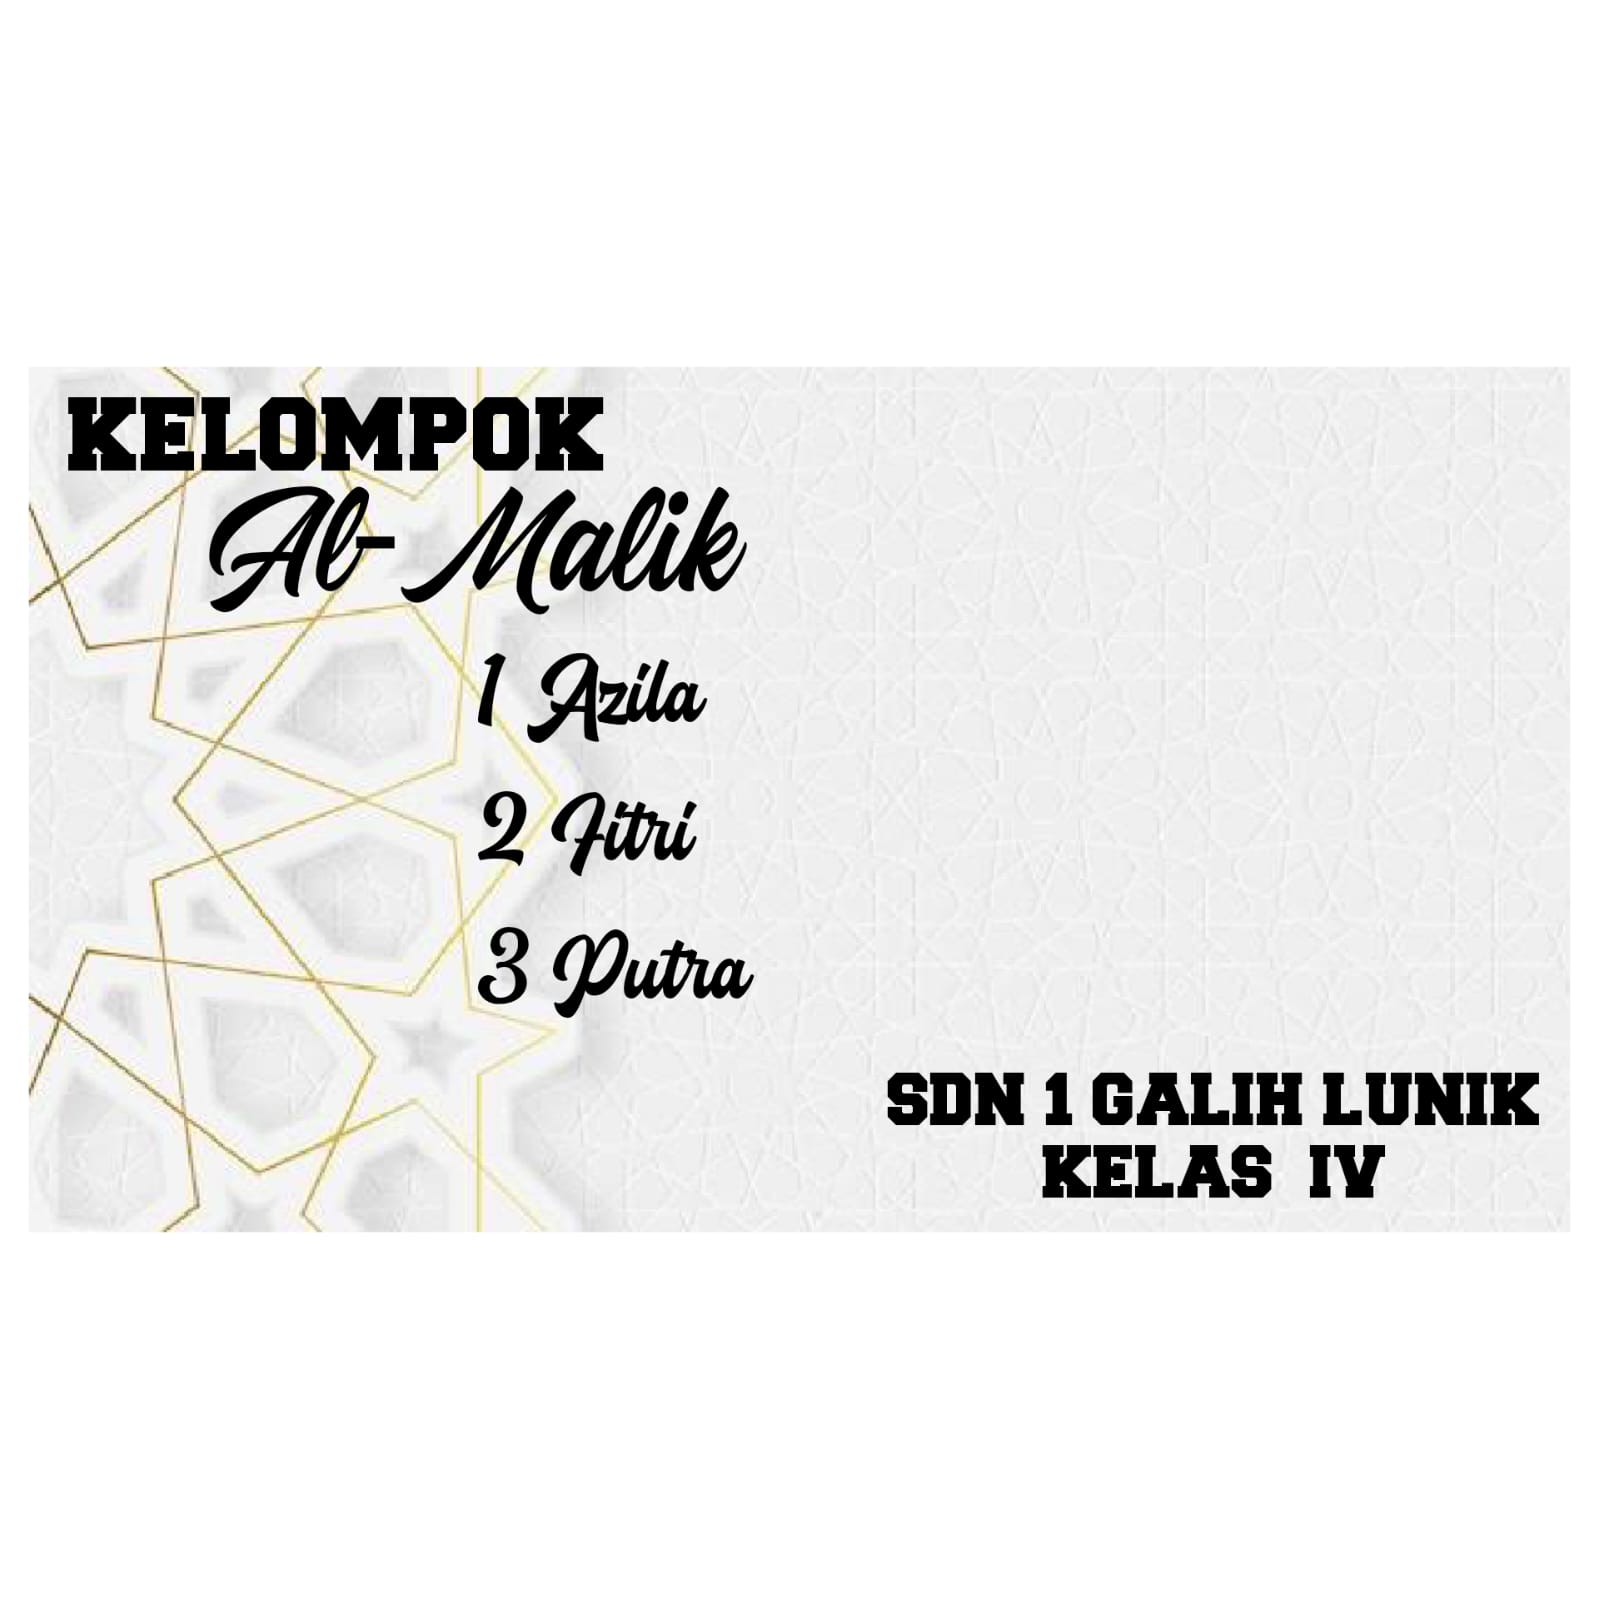 KELOMPOK
Al- Malik
1 Azila
2 Fitri
3 Putra
SDN 1 GALIH LUNIK
KELAS IV